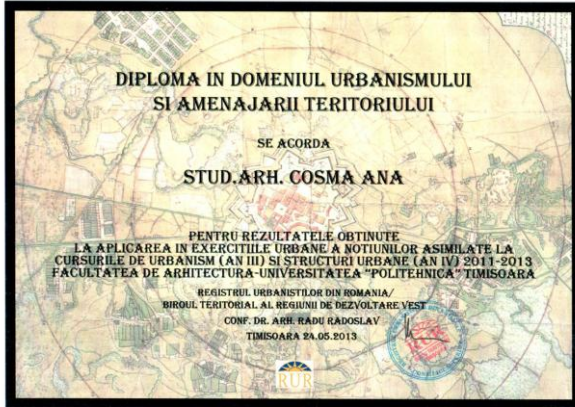 DIPLOMA IN DOMENIUL URBANISMULUI
SI AMENAJARII TERITORIULUI
SE ACORDA
STUD.ARH. COSMA ANA
PENTRU REZULTATELE OBTINUTE
LA APLICAREA IN EXERCITIILE URBANE A NOTIUNILOR ASIMILATE LA
CURSURILE DE URBANISM (AN III) SI STRUCTURI URBANE (AN IV) 2011-2013
FACULTATEA DE ARHITECTURA-UNIVERSITATEA "POLITEHNICA" TIMISOARA
REGISTRUL URBANISTILOR DIN ROMANIA/
BIROUL TERITORIAL AL REGIUNII DE DEZVOLTARE VEST
CONF. DR. ARH. RADU RADOSLAV
TIMISOARA 24.05.2013
RUR